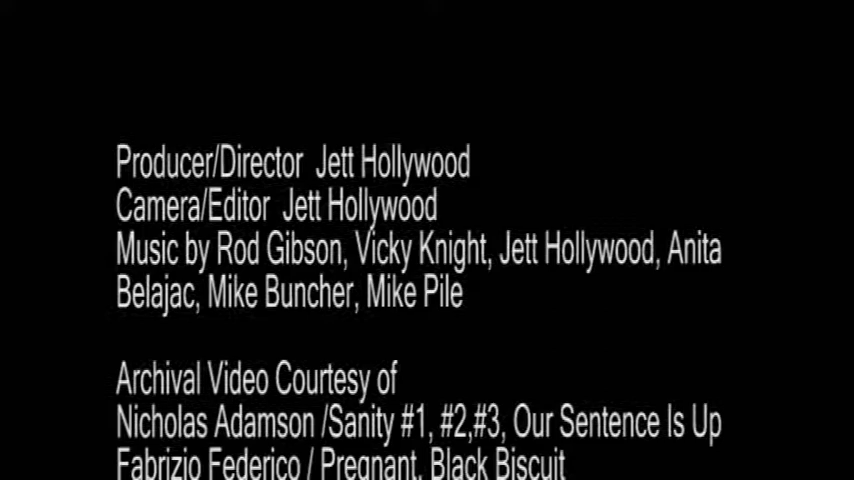 Producer/Director  Jett Hollywood
Camera/Editor  Jett Hollywood
Music by Rod Gibson, Vicky Knight, Jett Hollywood, Anita
Belajac, Mike Buncher, Mike Pile
Archival Video Courtesy of
Nicholas Adamson /Sanity #1, #2,#3, Our Sentence Is Up
Fabrizio Federico / Pregnant, Black Biscuit